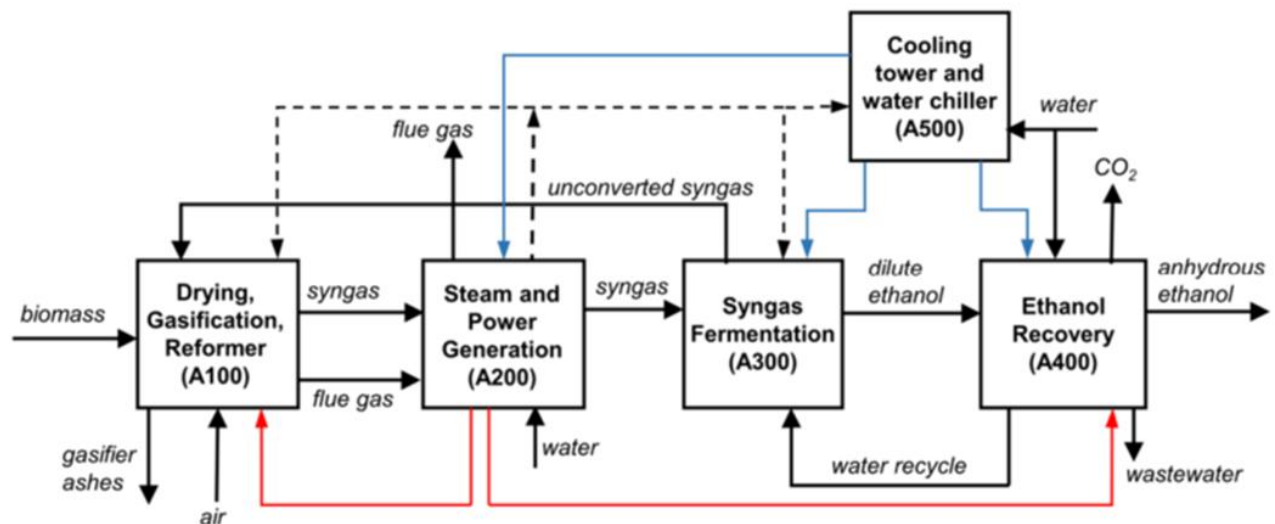 Cooling
tower and
water chiller
(A500)
water
flue gas
CO₂
unconverted syngas
biomass
Drying,
Gasification,
Reformer
(A100)
syngas
flue gas
Steam and
Power
Generation
(A200)
syngas
Syngas
Fermentation
(A300)
dilute
ethanol
Ethanol
Recovery
(A400)
anhydrous
ethanol
gasifier
ashes
air
water
water recycle
wastewater